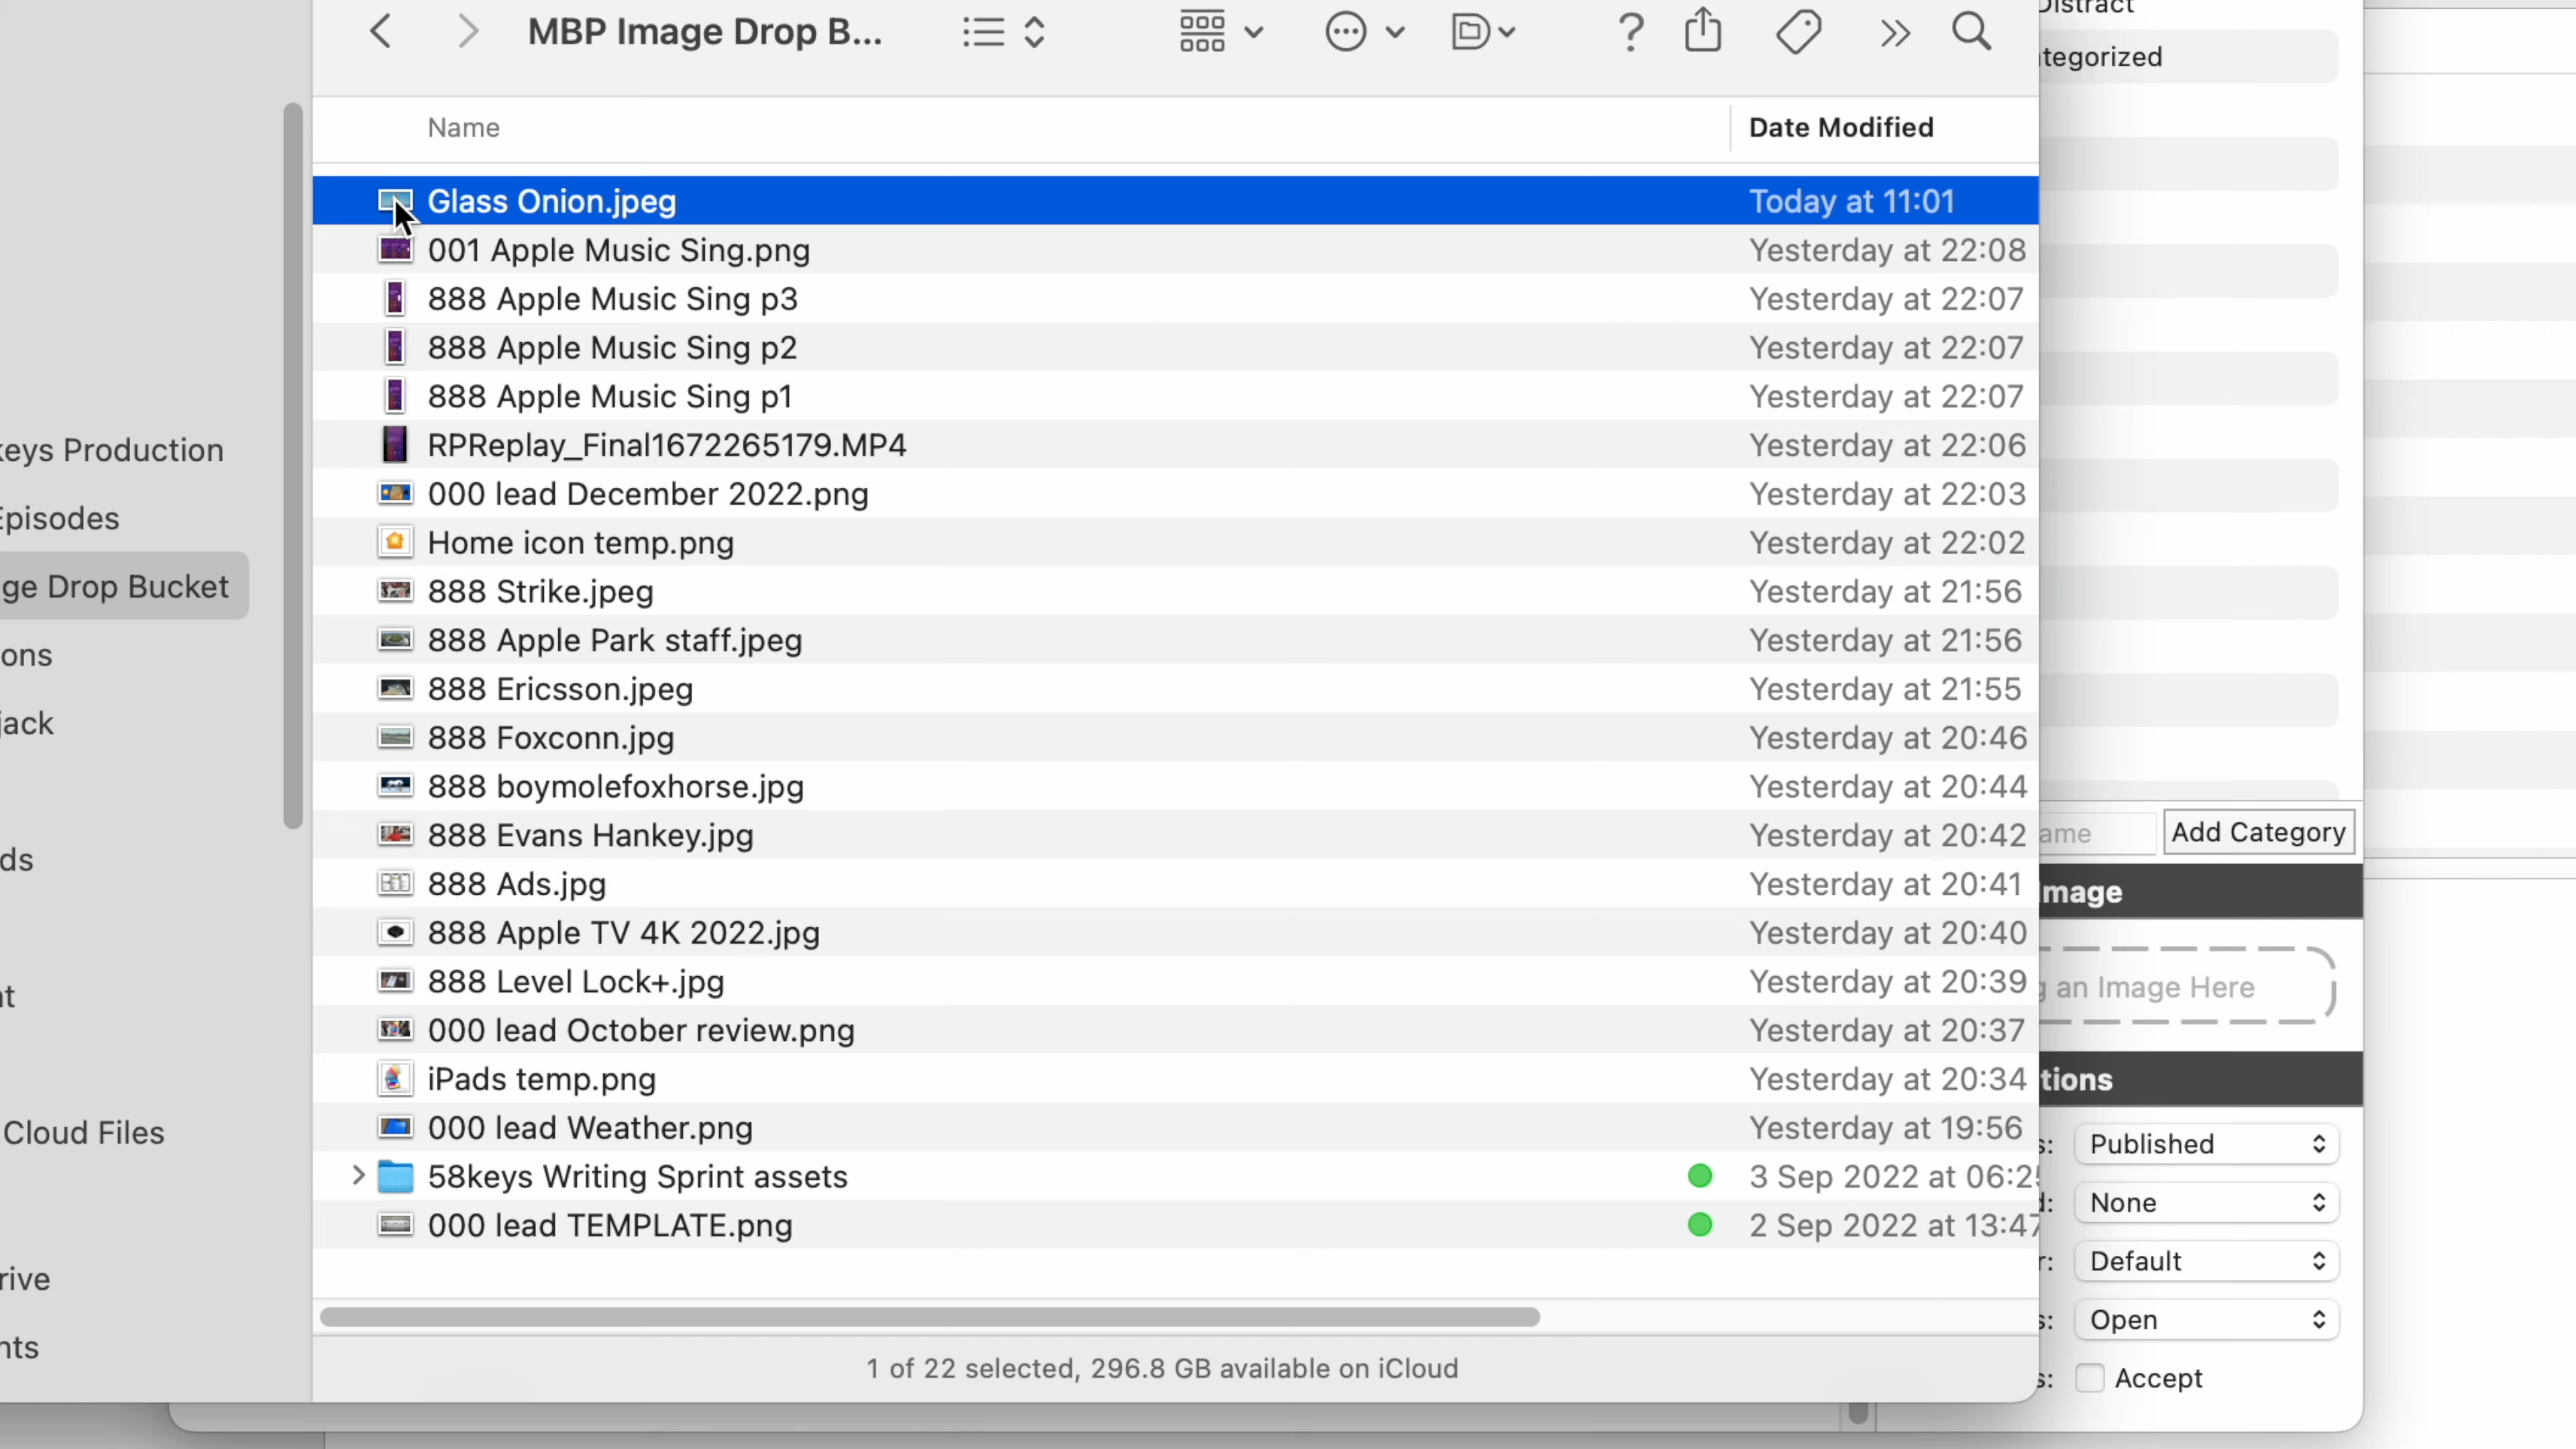 MBP Image Drop B...
Name
Date Modified
Glass Onion.jpeg Today at 11:01
001 Apple Music Sing.png Yesterday at 22:08
888 Apple Music Sing p3 Yesterday at 22:07
888 Apple Music Sing p2 Yesterday at 22:07
888 Apple Music Sing p1 Yesterday at 22:07
RPReplay_Final1672265179.MP4 Yesterday at 22:06
000 lead December 2022.png Yesterday at 22:03
Home icon temp.png Yesterday at 22:02
888 Strike.jpeg Yesterday at 21:56
888 Apple Park staff.jpeg Yesterday at 21:56
888 Ericsson.jpeg Yesterday at 21:55
888 Foxconn.jpg Yesterday at 20:46
888 boymolefoxhorse.jpg Yesterday at 20:44
888 Evans Hankey.jpg Yesterday at 20:42
888 Ads.jpg Yesterday at 20:41
888 Apple TV 4K 2022.jpg Yesterday at 20:40
888 Level Lock+.jpg Yesterday at 20:39
000 lead October review.png Yesterday at 20:37
iPads temp.png Yesterday at 20:34
000 lead Weather.png Yesterday at 19:56
58keys Writing Sprint assets 3 Sep 2022 at 06:25
000 lead TEMPLATE.png 2 Sep 2022 at 13:47
1 of 22 selected, 296.8 GB available on iCloud
keys Production
Episodes
ge Drop Bucket
ons
jack
ds
nt
Cloud Files
rive
nts
Distract
tegorized
ame
Add Category
Image
g an Image Here
tions
s: Published
d: None
r: Default
s: Open
s: Accept